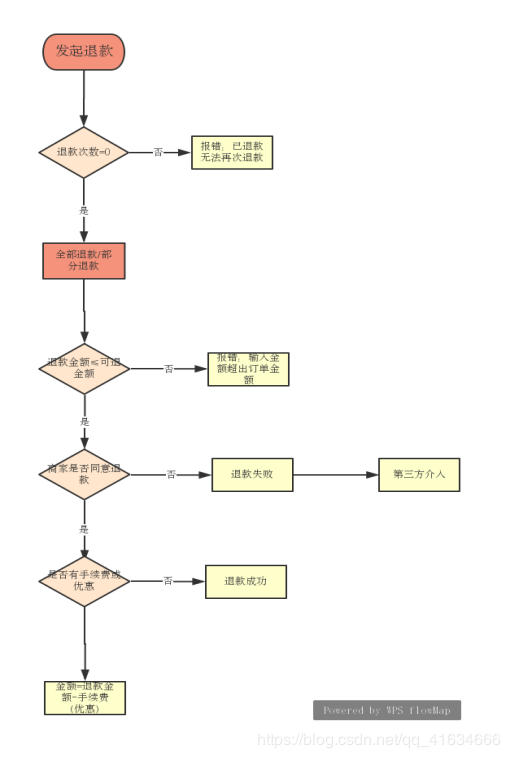 发起退款
退款次数=0
否
报错：已退款
无法再次退款
是
全部退款/部
分退款
退款金额≤可退
金额
否
报错：输入金
额超出订单金
额
是
商家是否同意退
款
否
退款失败
第三方介入
是
是否有手续费或
优惠
否
退款成功
金额=退款金
额-手续费
(优惠)
Powered by WPS flowMap
https://blog.csdn.net/qq_41634666